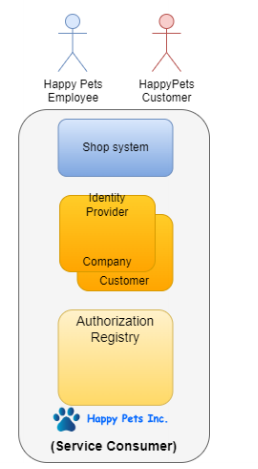 Happy Pets
Employee
HappyPets
Customer
Shop system
Identity
Provider
Company
Customer
Authorization
Registry
Happy Pets Inc.
(Service Consumer)